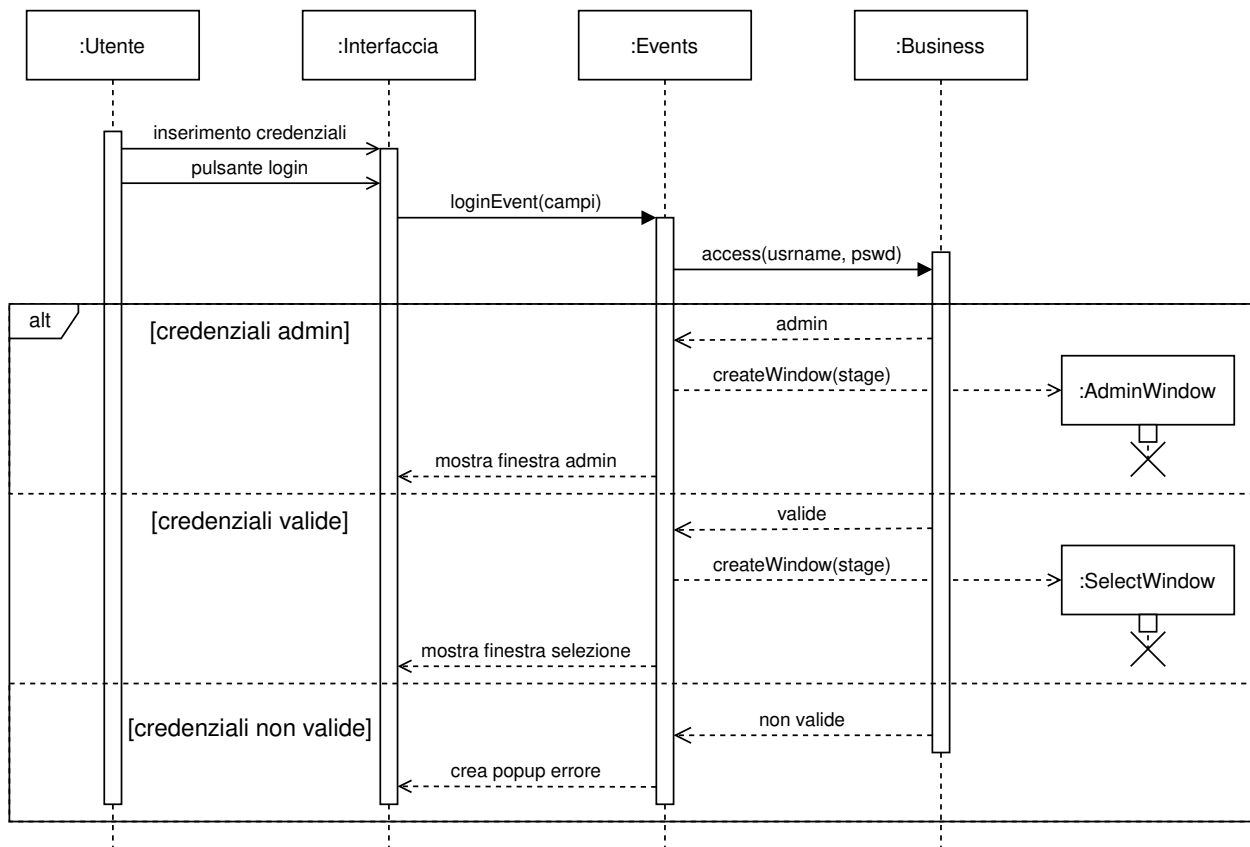 :Utente
:Interfaccia
:Events
:Business
inserimento credenziali
pulsante login
loginEvent(campi)
access(usrname, pswd)
alt
[credenziali admin]
admin
createWindow(stage)
:AdminWindow
mostra finestra admin
[credenziali valide]
valide
createWindow(stage)
:SelectWindow
mostra finestra selezione
[credenziali non valide]
non valide
crea popup errore